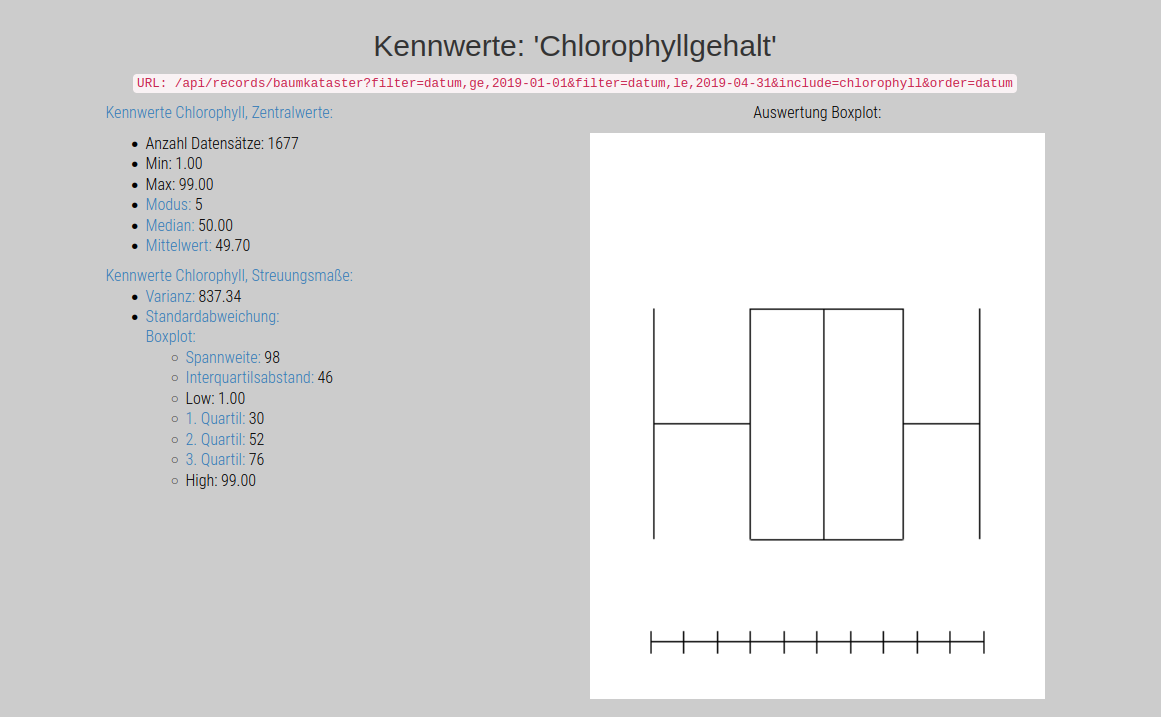 Kennwerte: 'Chlorophyllgehalt'
URL: /api/records/baumkataster?filter=datum,ge,2019-01-01&filter=datum,le,2019-04-31&include=chlorophyll&order=datum
Kennwerte Chlorophyll, Zentralwerte:
Anzahl Datensätze: 1677
Min: 1.00
Max: 99.00
Modus: 5
Median: 50.00
Mittelwert: 49.70
Kennwerte Chlorophyll, Streuungsmaße:
Varianz: 837.34
Standardabweichung:
Boxplot:
Spannweite: 98
Interquartilsabstand: 46
Low: 1.00
1. Quartil: 30
2. Quartil: 52
3. Quartil: 76
High: 99.00
Auswertung Boxplot: